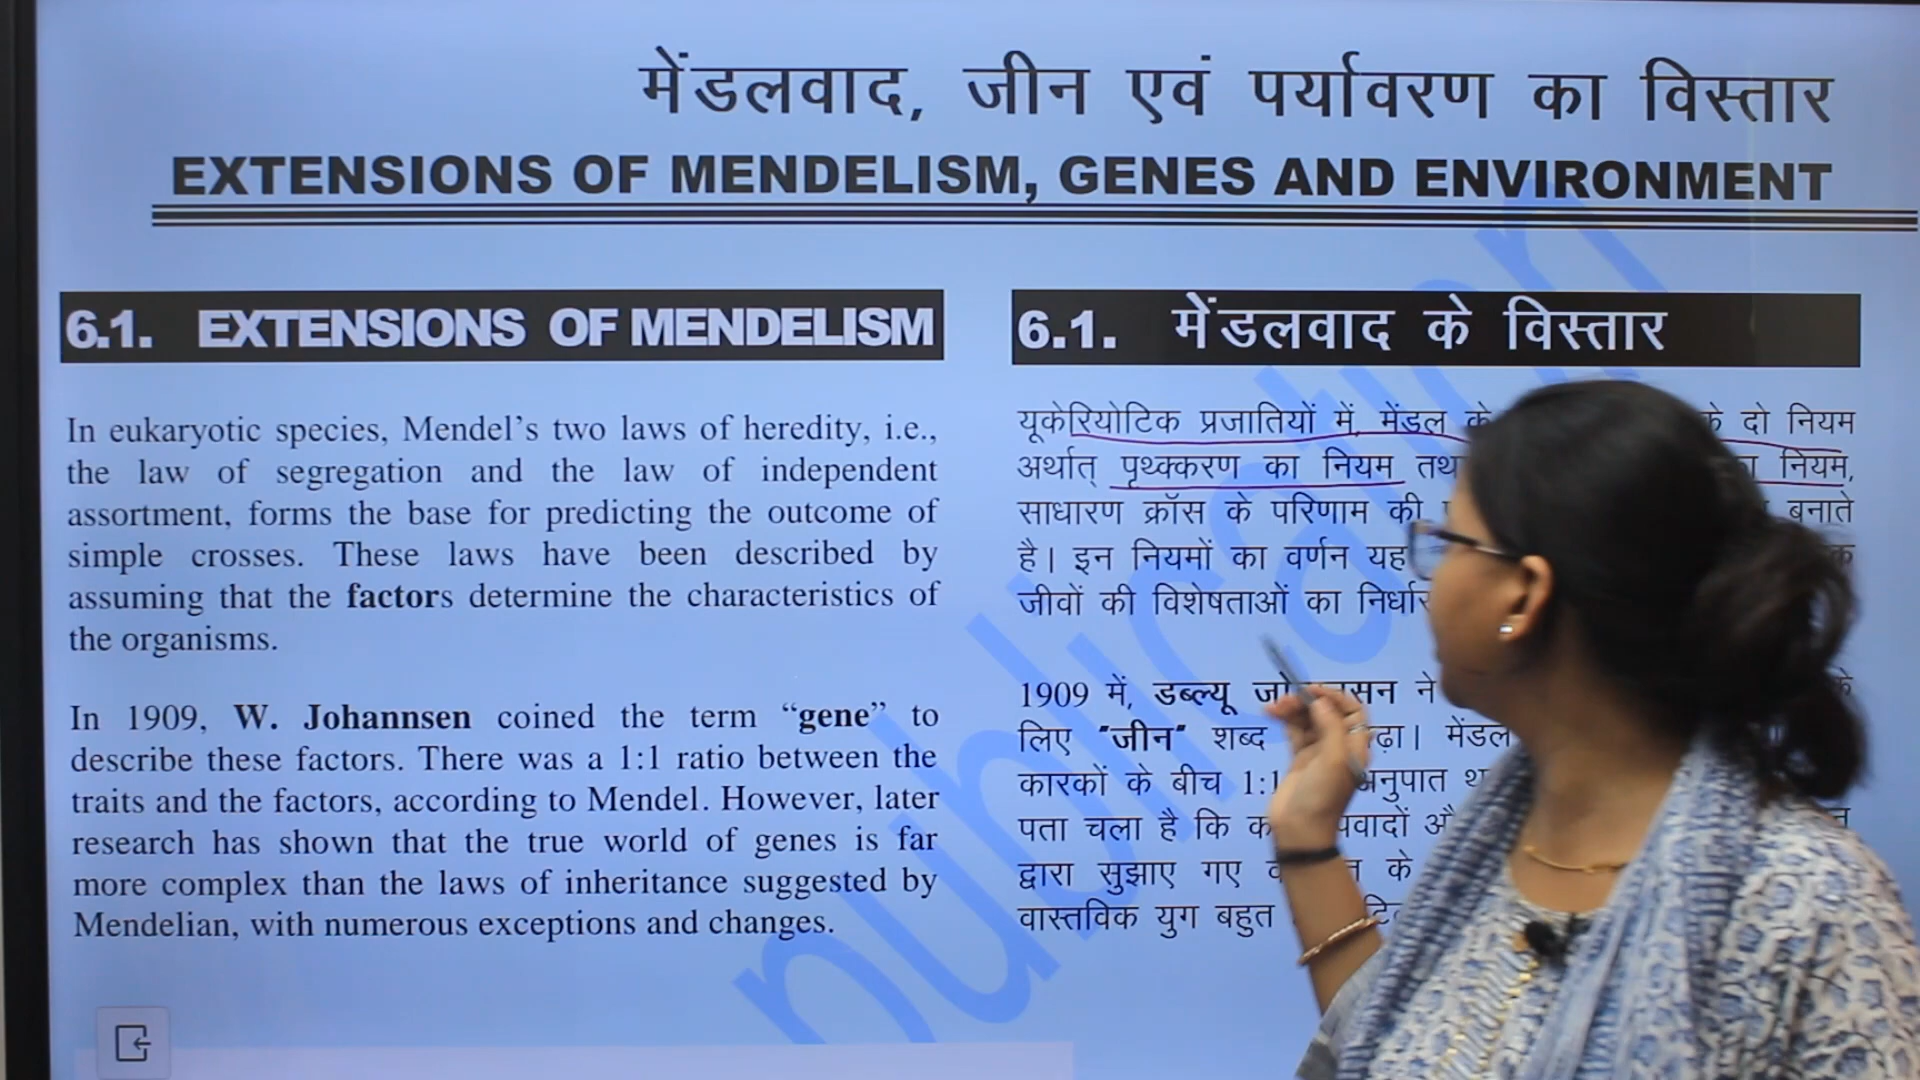 मेंडलवाद, जीन एवं पर्यावरण का विस्तार
EXTENSIONS OF MENDELISM, GENES AND ENVIRONMENT
6.1. EXTENSIONS OF MENDELISM
In eukaryotic species, Mendel's two laws of heredity, i.e.,
the law of segregation and the law of independent
assortment, forms the base for predicting the outcome of
simple crosses. These laws have been described by
assuming that the factors determine the characteristics of
the organisms.
In 1909, W. Johannsen coined the term “gene” to
describe these factors. There was a 1:1 ratio between the
traits and the factors, according to Mendel. However, later
research has shown that the true world of genes is far
more complex than the laws of inheritance suggested by
Mendelian, with numerous exceptions and changes.
6.1. मेंडलवाद के विस्तार
यूकेरियोटिक प्रजातियों में, मेंडल के दो नियम
अर्थात् पृथ्क्करण का नियम नियम,
साधारण क्रॉस के परिणाम की बनाते
है। इन नियमों का वर्णन
जीवों की विशेषताओं का
1909 में, डब्ल्यू ने
लिए "जीन" शब्द मेंडल
कारकों के बीच 1:1 अनुपात
पता चला है कि
द्वारा सुझाए गए के
वास्तविक युग बहुत
publication